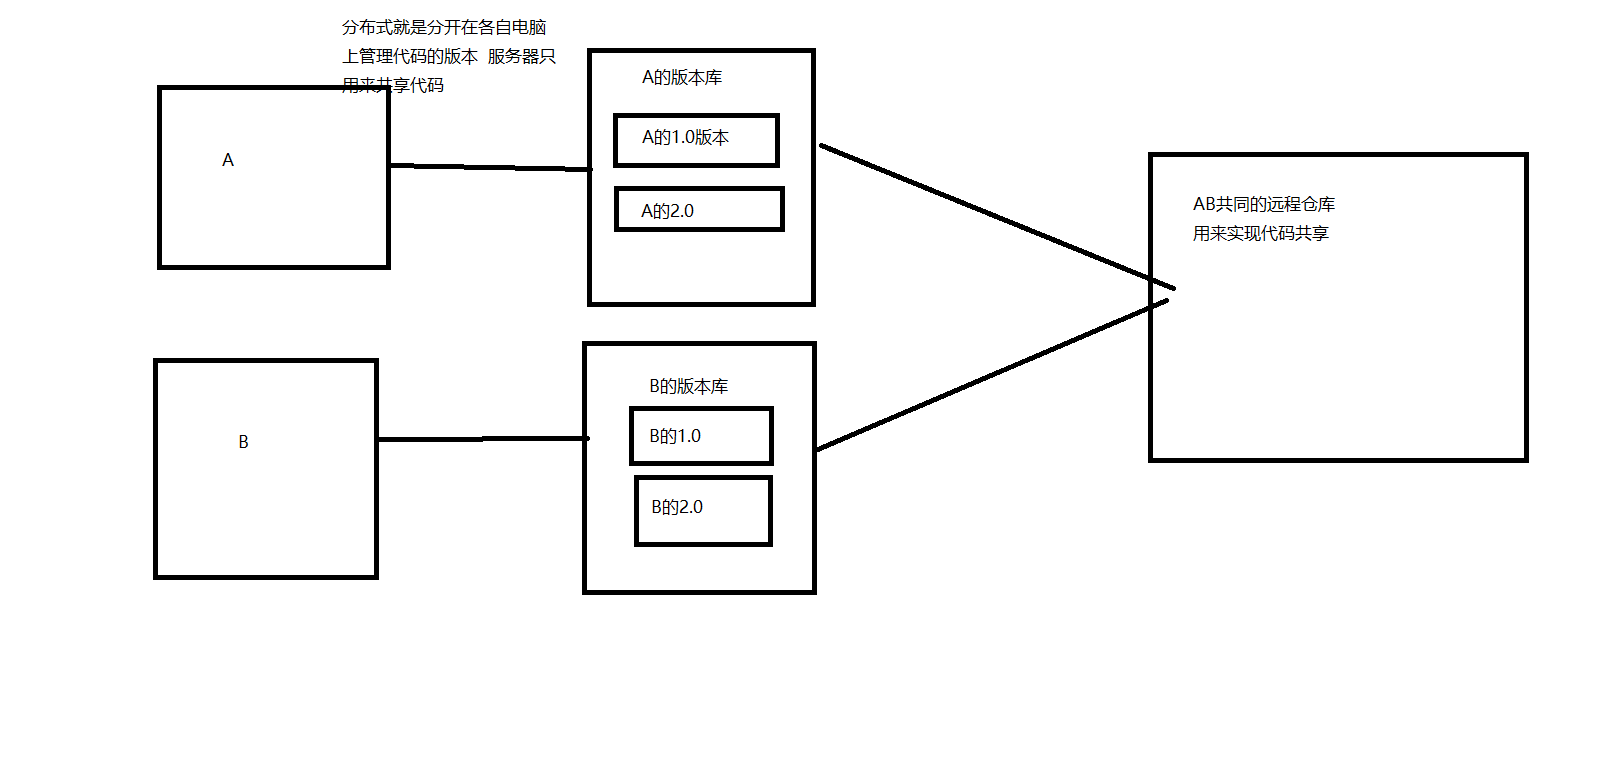 分布式就是分开在各自电脑
上管理代码的版本  服务器只
用来共享代码
A
A的版本库
A的1.0版本
A的2.0
B
B的版本库
B的1.0
B的2.0
AB共同的远程仓库
用来实现代码共享